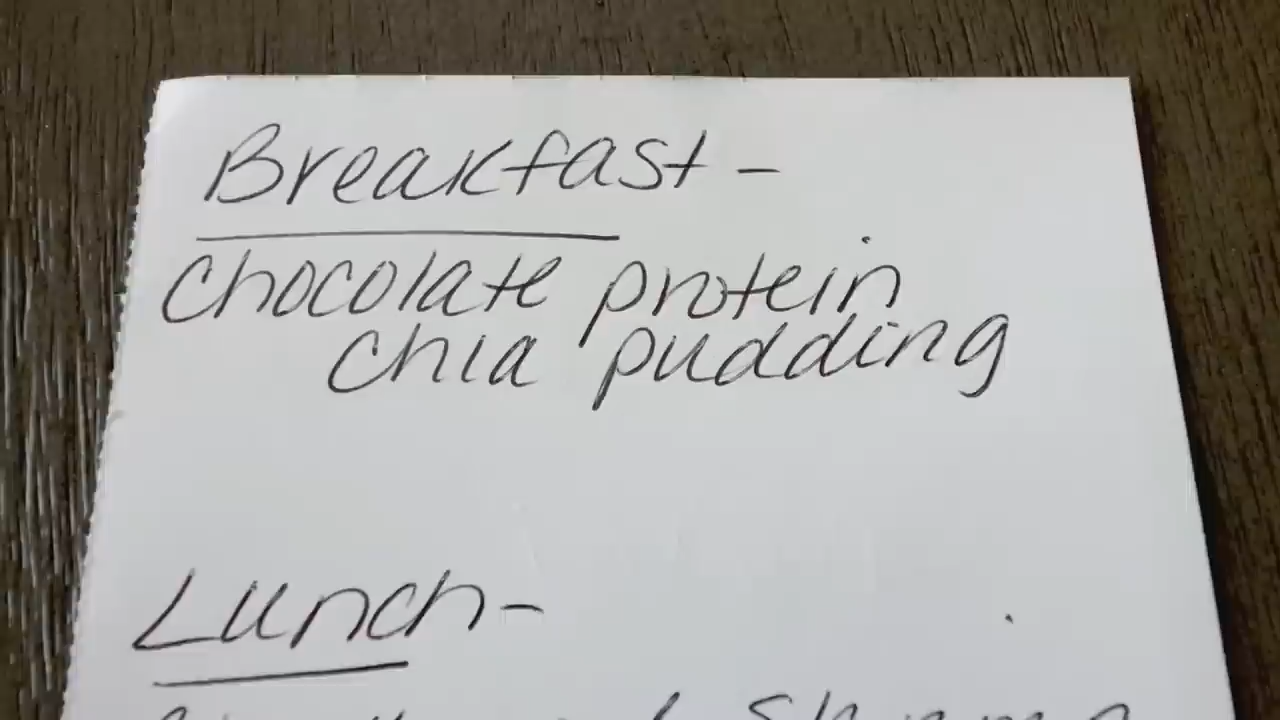 Breakfast -
chocolate protein
chia pudding
Lunch -